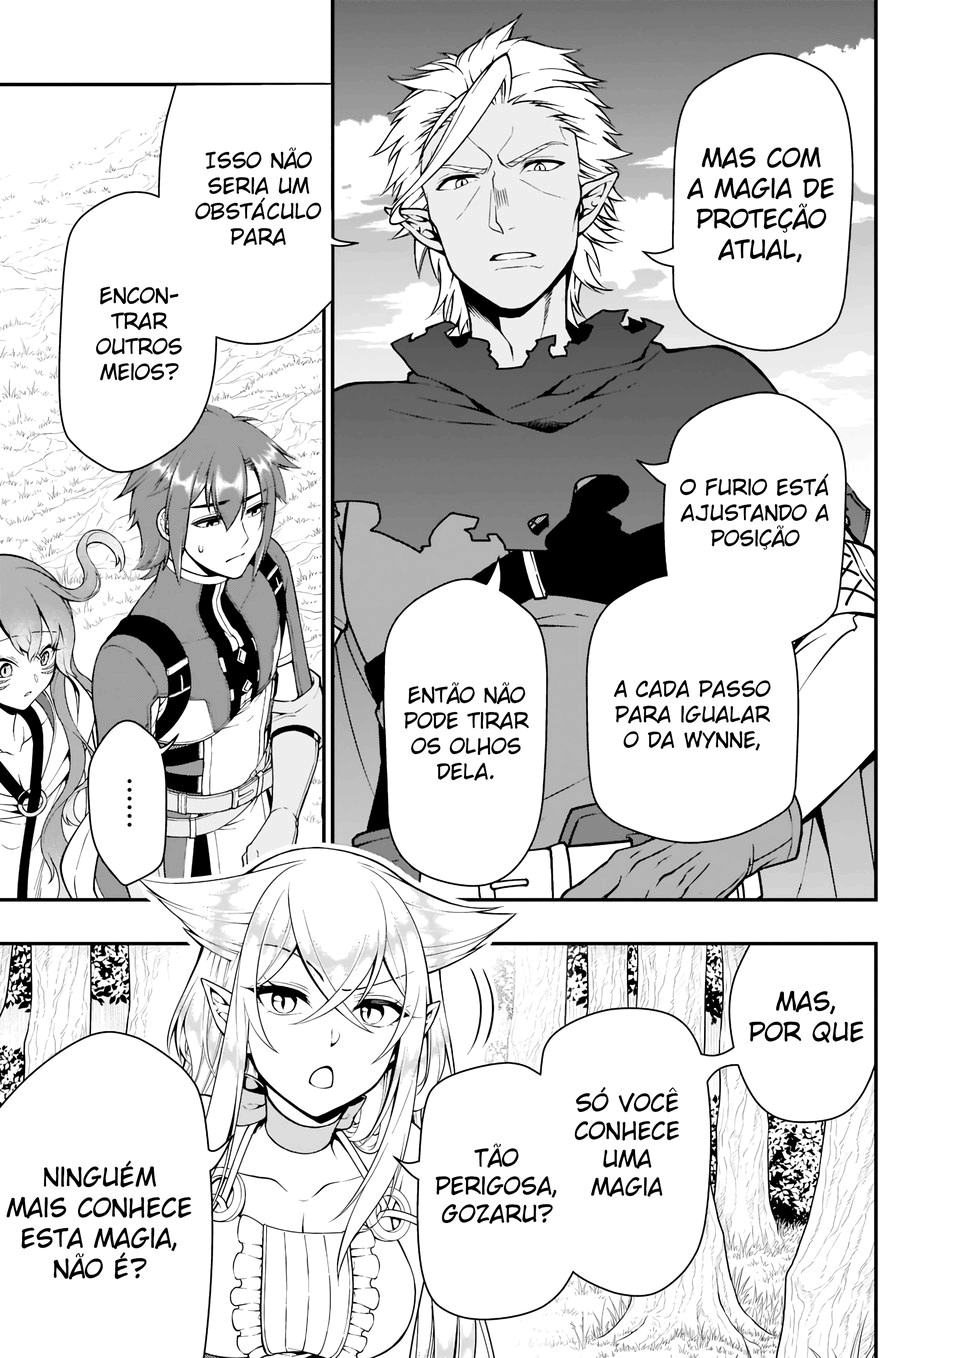 MAS COM
A MAGIA DE
PROTEÇÃO
ATUAL,
O FURIO ESTÁ
AJUSTANDO A
POSIÇÃO
A CADA PASSO
PARA IGUALAR
O DA WYNNE,
ENTÃO NÃO
PODE TIRAR
OS OLHOS
DELA.
ISSO NÃO
SERIA UM
OBSTÁCULO
PARA
ENCON-
TRAR
OUTROS
MEIOS?
......
MAS,
POR QUE
SÓ VOCÊ
CONHECE
UMA
MAGIA
TÃO
PERIGOSA,
GOZARU?
NINGUÉM
MAIS CONHECE
ESTA MAGIA,
NÃO É?